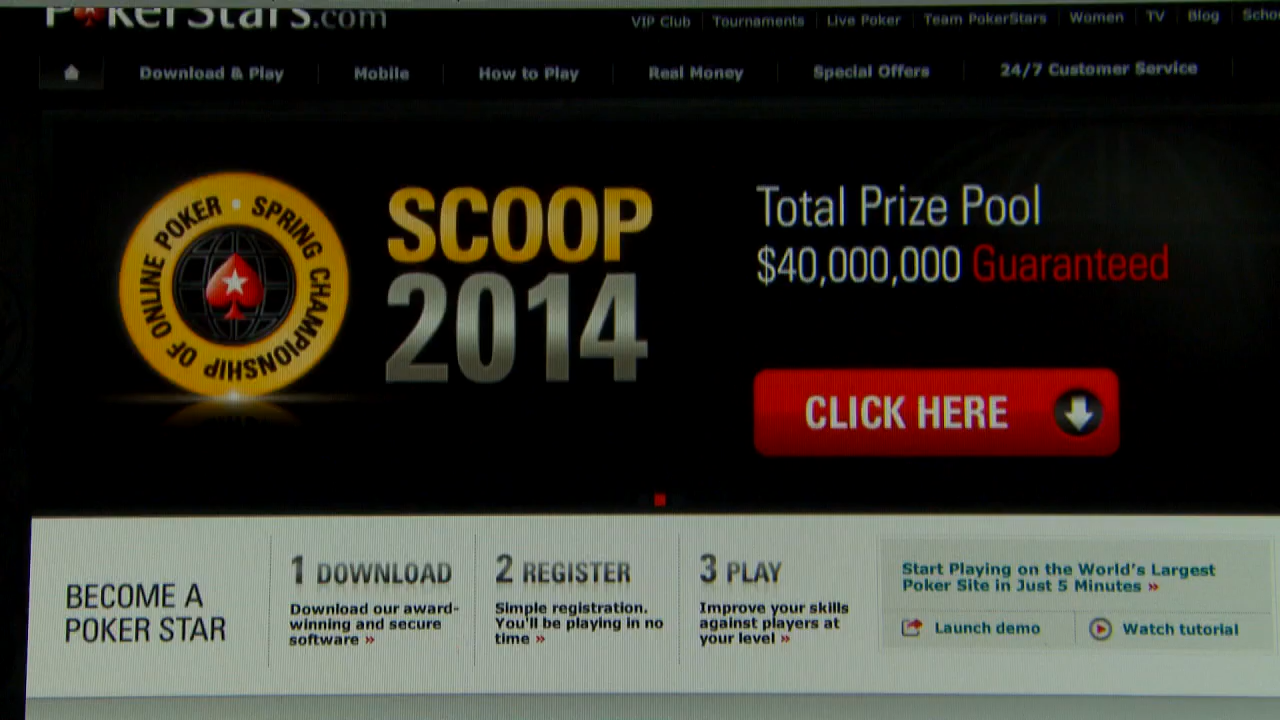 PokerStars.com
VIP Club Tournaments Live Poker Team PokerStars Women TV Blog
Download & Play Mobile How to Play Real Money Special Offers 24/7 Customer Service
SPRING CHAMPIONSHIP OF ONLINE POKER
SCOOP
2014
Total Prize Pool
$40,000,000 Guaranteed
CLICK HERE
BECOME A
POKER STAR
1 DOWNLOAD
Download our award-
winning and secure
software »
2 REGISTER
Simple registration.
You'll be playing in no
time »
3 PLAY
Improve your skills
against players at
your level »
Start Playing on the World's Largest
Poker Site in Just 5 Minutes »
Launch demo
Watch tutorial